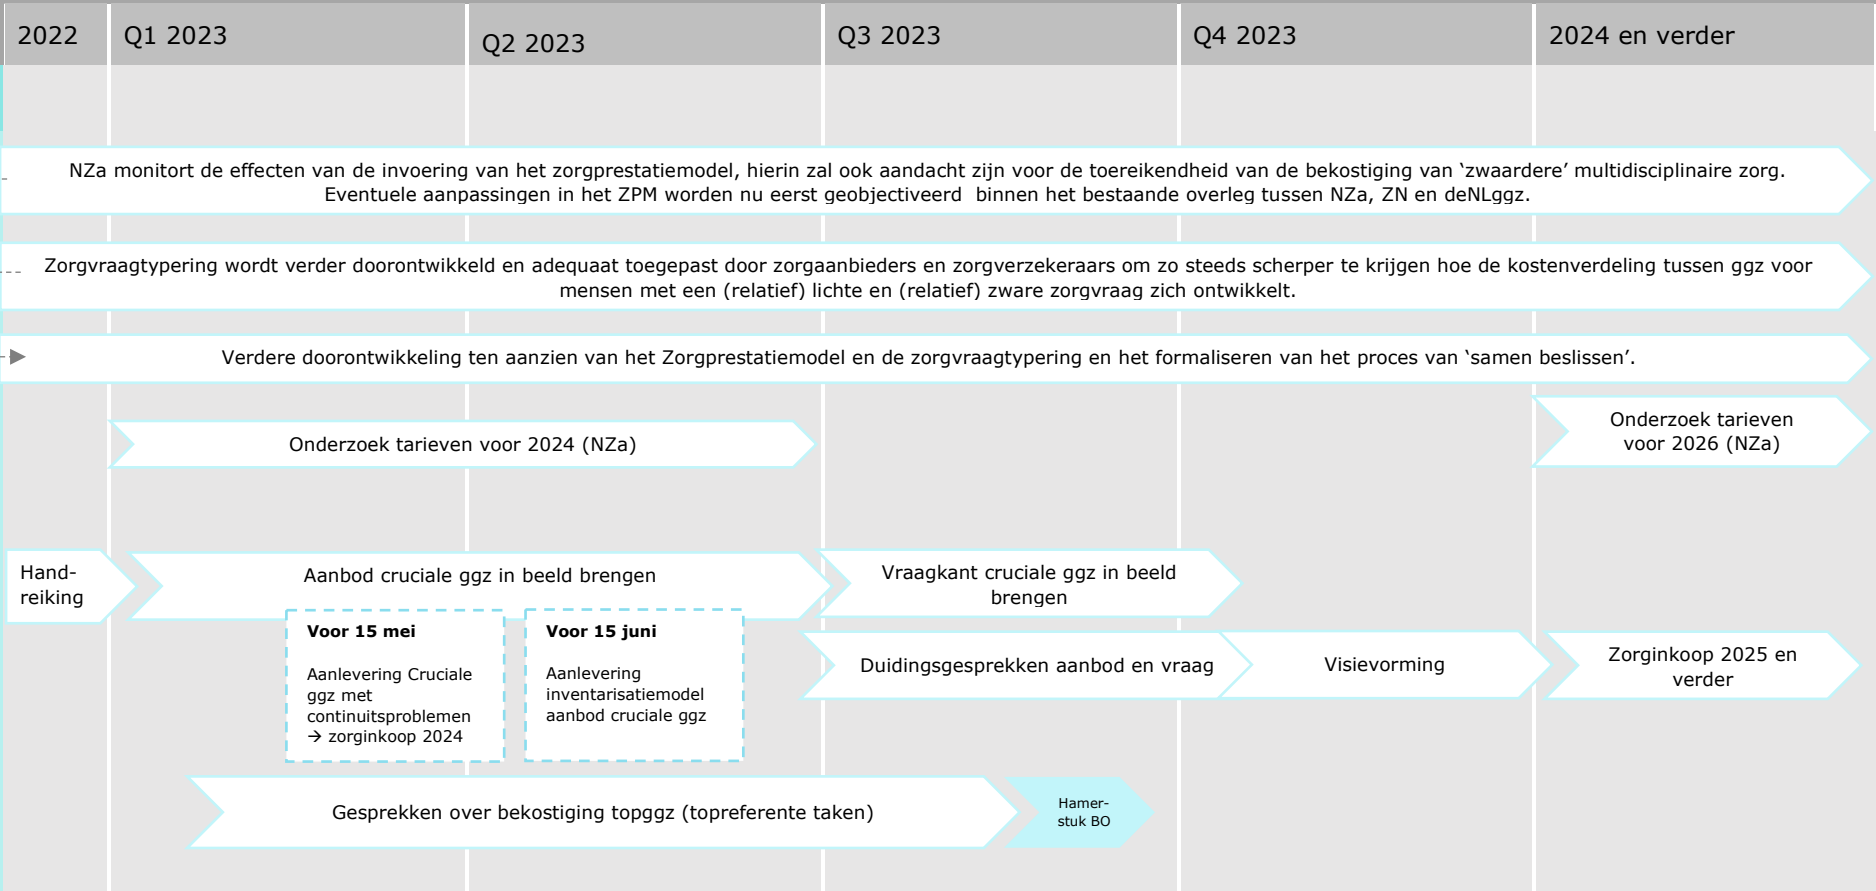 2022
Q1 2023
Q2 2023
Q3 2023
Q4 2023
2024 en verder
NZa monitort de effecten van de invoering van het zorgprestatiemodel, hierin zal ook aandacht zijn voor de toereikendheid van de bekostiging van ‘zwaardere’ multidisciplinaire zorg.
Eventuele aanpassingen in het ZPM worden nu eerst geobjectiveerd  binnen het bestaande overleg tussen NZa, ZN en deNLggz.
Zorgvraagtypering wordt verder doorontwikkeld en adequaat toegepast door zorgaanbieders en zorgverzekeraars om zo steeds scherper te krijgen hoe de kostenverdeling tussen ggz voor
mensen met een (relatief) lichte en (relatief) zware zorgvraag zich ontwikkelt.
Verdere doorontwikkeling ten aanzien van het Zorgprestatiemodel en de zorgvraagtypering en het formaliseren van het proces van ‘samen beslissen’.
Onderzoek tarieven voor 2024 (NZa)
Onderzoek tarieven
voor 2026 (NZa)
Hand-
reiking
Aanbod cruciale ggz in beeld brengen
Vraagkant cruciale ggz in beeld
brengen
Voor 15 mei
Aanlevering Cruciale
ggz met
continuitsproblemen
→ zorginkoop 2024
Voor 15 juni
Aanlevering
inventarisatiemodel
aanbod cruciale ggz
Duidingsgesprekken aanbod en vraag
Visievorming
Zorginkoop 2025 en
verder
Gesprekken over bekostiging topggz (topreferente taken)
Hamer-
stuk BO